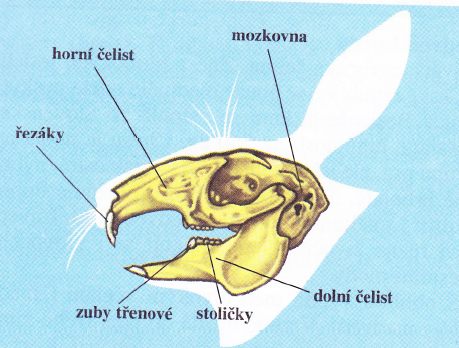 mozkovna
horní čelist
řezáky
zuby třenové
stoličky
dolní čelist